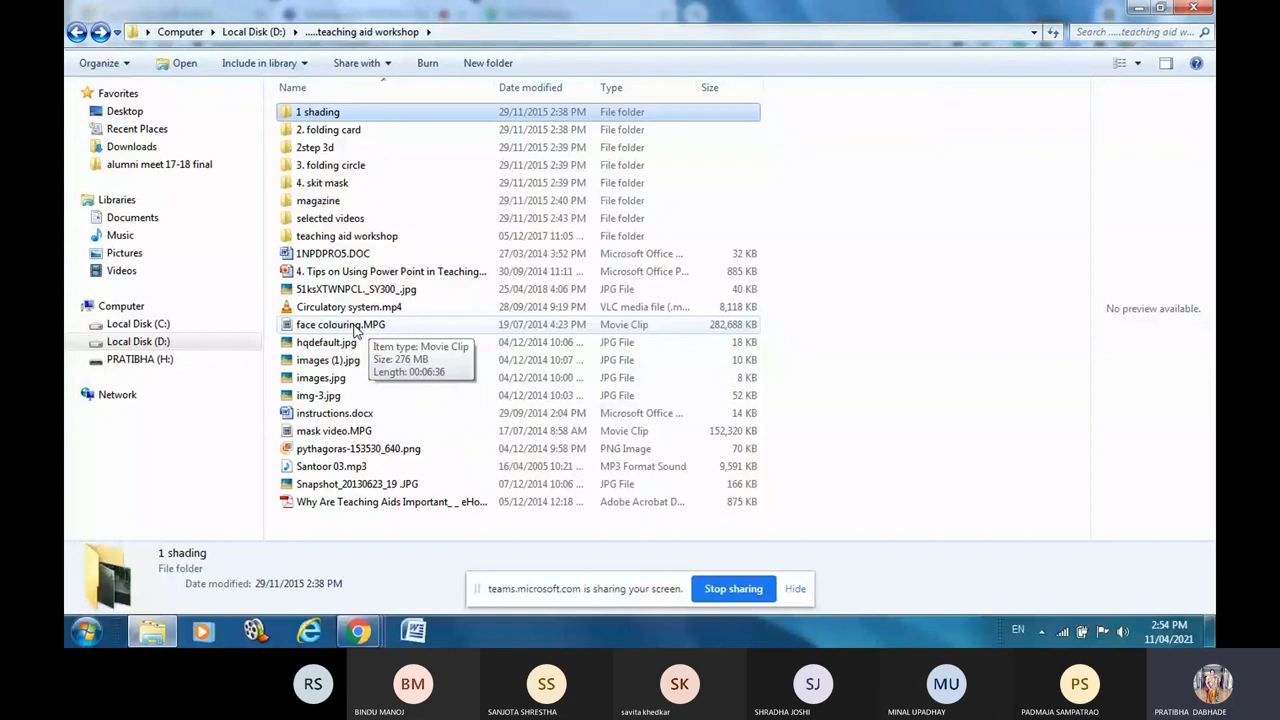 Computer ▸ Local Disk (D:) ▸ .....teaching aid workshop ▸
Search .....teaching aid w...
Organize Open Include in library Share with Burn New folder
Name Date modified Type Size
Favorites
Desktop
Recent Places
Downloads
alumni meet 17-18 final
Libraries
Documents
Music
Pictures
Videos
Computer
Local Disk (C:)
Local Disk (D:)
PRATIBHA (H:)
Network
1 shading 29/11/2015 2:38 PM File folder
2. folding card 29/11/2015 2:38 PM File folder
2step 3d 29/11/2015 2:39 PM File folder
3. folding circle 29/11/2015 2:39 PM File folder
4. skit mask 29/11/2015 2:39 PM File folder
magazine 29/11/2015 2:40 PM File folder
selected videos 29/11/2015 2:43 PM File folder
teaching aid workshop 05/12/2017 11:05 ... File folder
1NPDPRO5.DOC 27/03/2014 3:52 PM Microsoft Office ... 32 KB
4. Tips on Using Power Point in Teaching... 30/09/2014 11:11 ... Microsoft Office P... 885 KB
51ksXTWNPCL._SY300_.jpg 25/04/2018 4:06 PM JPG File 40 KB
Circulatory system.mp4 28/09/2014 9:19 PM VLC media file (.m... 8,118 KB
face colouring.MPG 19/07/2014 4:23 PM Movie Clip 282,688 KB
hqdefault.jpg 04/12/2014 10:06 ... JPG File 18 KB
images (1).jpg 04/12/2014 10:07 ... JPG File 10 KB
images.jpg 04/12/2014 10:00 ... JPG File 8 KB
img-3.jpg 04/12/2014 10:03 ... JPG File 52 KB
instructions.docx 29/09/2014 2:04 PM Microsoft Office ... 14 KB
mask video.MPG 17/07/2014 8:58 AM Movie Clip 152,320 KB
pythagoras-153530_640.png 04/12/2014 9:58 PM PNG Image 70 KB
Santoor 03.mp3 16/04/2005 10:21 ... MP3 Format Sound 9,591 KB
Snapshot_20130623_19 .JPG 07/12/2014 10:06 ... JPG File 166 KB
Why Are Teaching Aids Important_ _ eHo... 05/12/2014 12:18 ... Adobe Acrobat D... 875 KB
Item type: Movie Clip
Size: 276 MB
Length: 00:06:36
No preview available.
1 shading
File folder
Date modified: 29/11/2015 2:38 PM
teams.microsoft.com is sharing your screen. Stop sharing Hide
EN
2:54 PM
11/04/2021
RS BM SS SK SJ MU PS
BINDU MANOJ SANJOTA SHRESTHA savita khedkar SHRADHA JOSHI MINAL UPADHAY PADMAJA SAMPATRAO PRATIBHA DABHADE